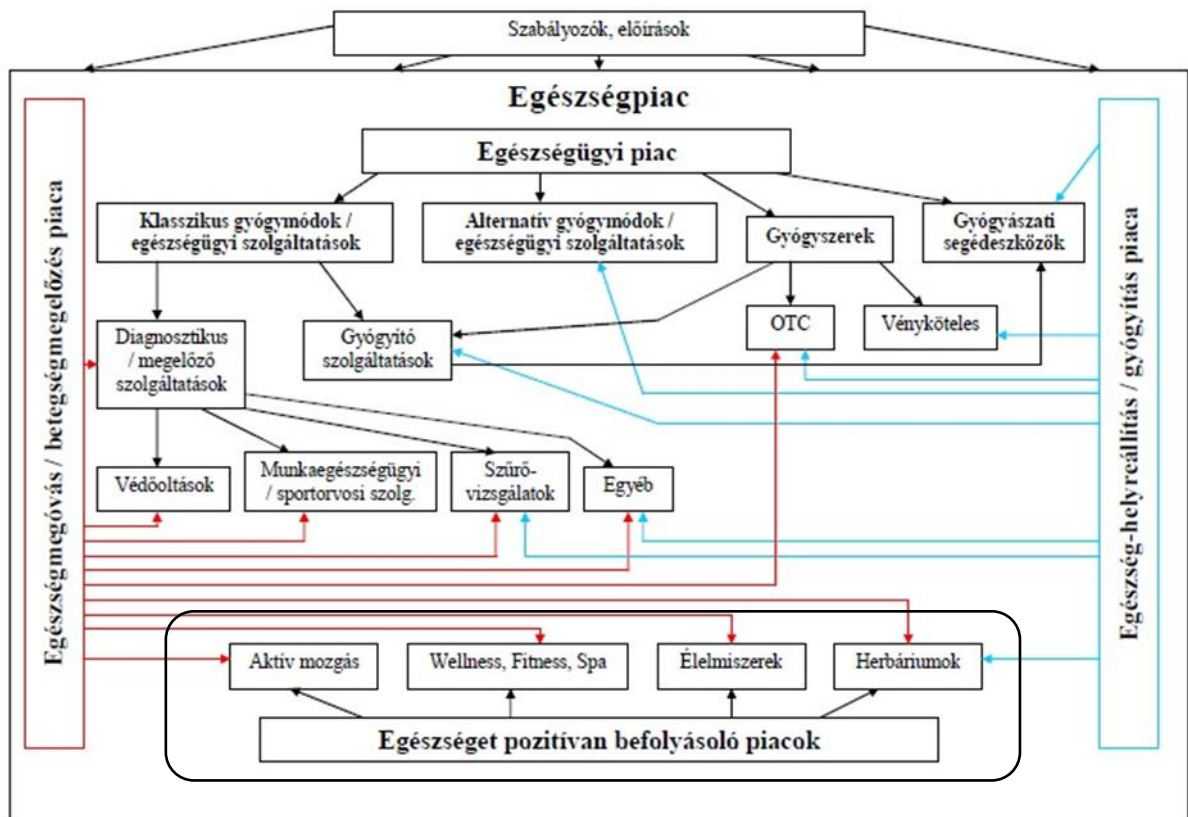 Szabályozók, előírások
Egészségpiac
Egészségmegóvás / betegségmegelőzés piaca
Egészség-helyreállítás / gyógyítás piaca
Egészségügyi piac
Klasszikus gyógymódok /
egészségügyi szolgáltatások
Alternatív gyógymódok /
egészségügyi szolgáltatások
Gyógyszerek
Gyógyászati
segédeszközök
Diagnosztikus
/ megelőző
szolgáltatások
Gyógyító
szolgáltatások
OTC
Vényköteles
Védőoltások
Munkaegészségügyi
/ sportorvosi szolg.
Szűrő-
vizsgálatok
Egyéb
Aktív mozgás
Wellness, Fitness, Spa
Élelmiszerek
Herbáriumok
Egészséget pozitívan befolyásoló piacok